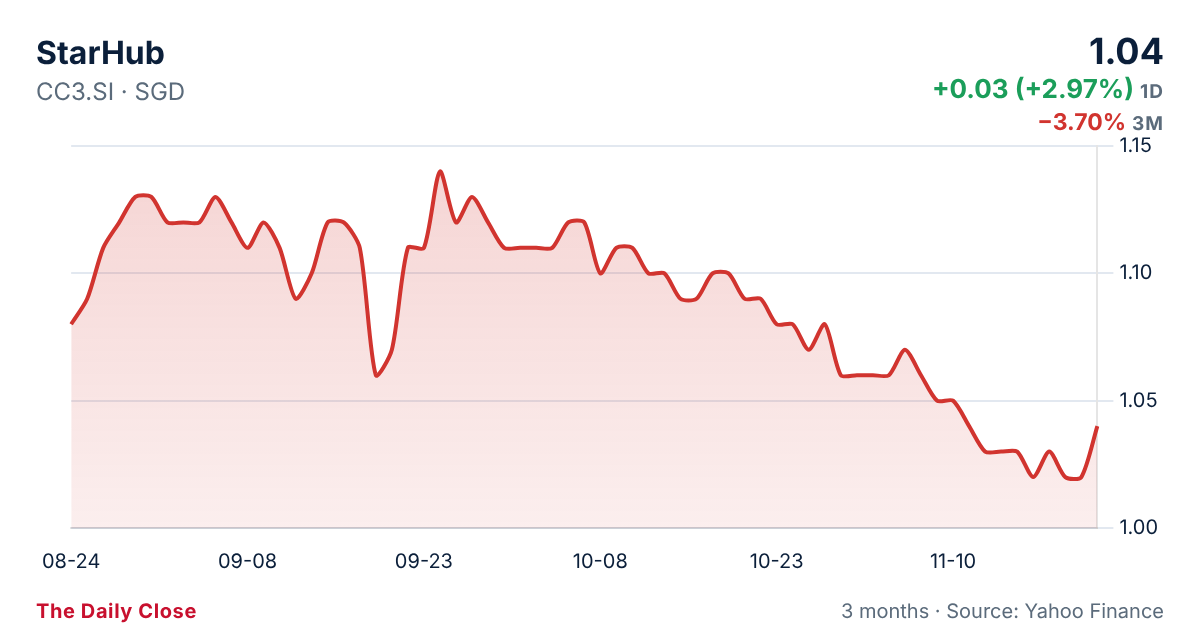 StarHub
1.04
CC3.SI · SGD
+0.03 (+2.97%) 1D
−3.70% 3M
1.15
1.10
1.05
1.00
08-24 09-08 09-23 10-08 10-23 11-10
The Daily Close
3 months · Source: Yahoo Finance